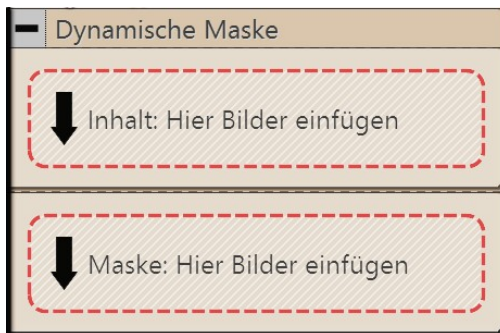 Dynamische Maske
Inhalt: Hier Bilder einfügen
Maske: Hier Bilder einfügen